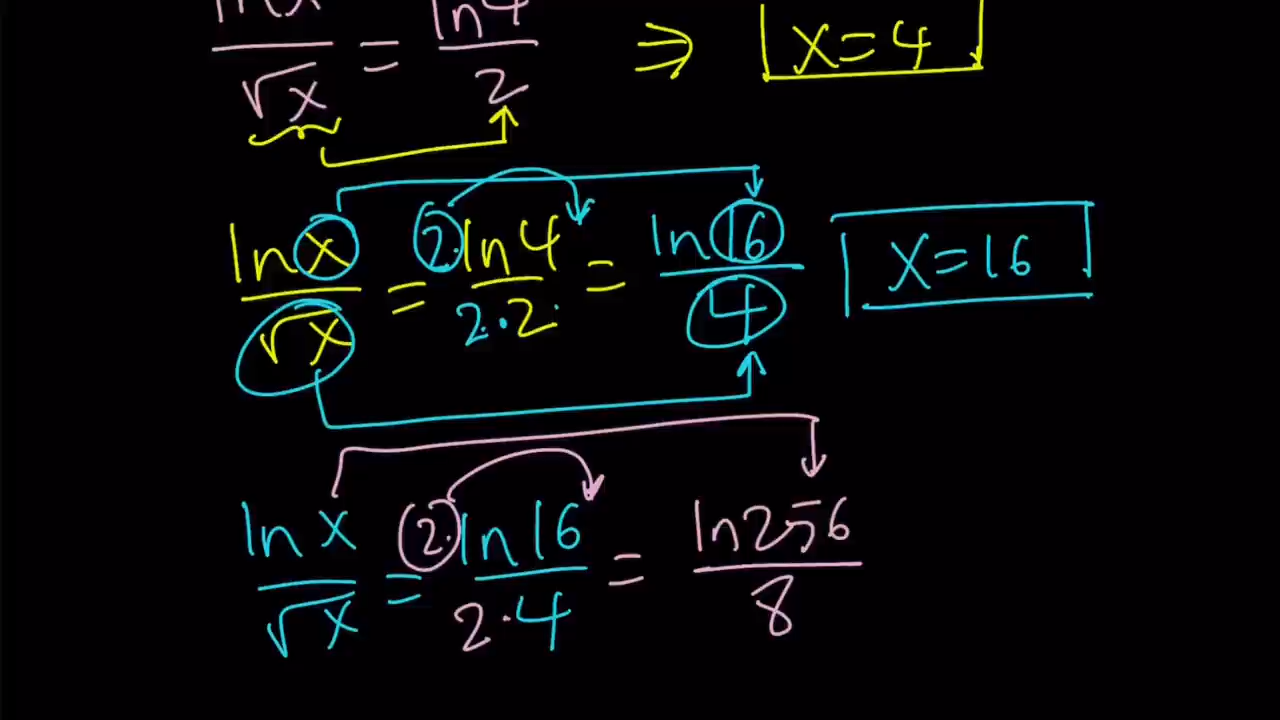 ln x / √x = ln 4 / 2 ⇒ x = 4
ln x / √x = 2·ln 4 / 2·2 = ln 16 / 4 x = 16
ln x / √x = 2·ln 16 / 2·4 = ln 256 / 8